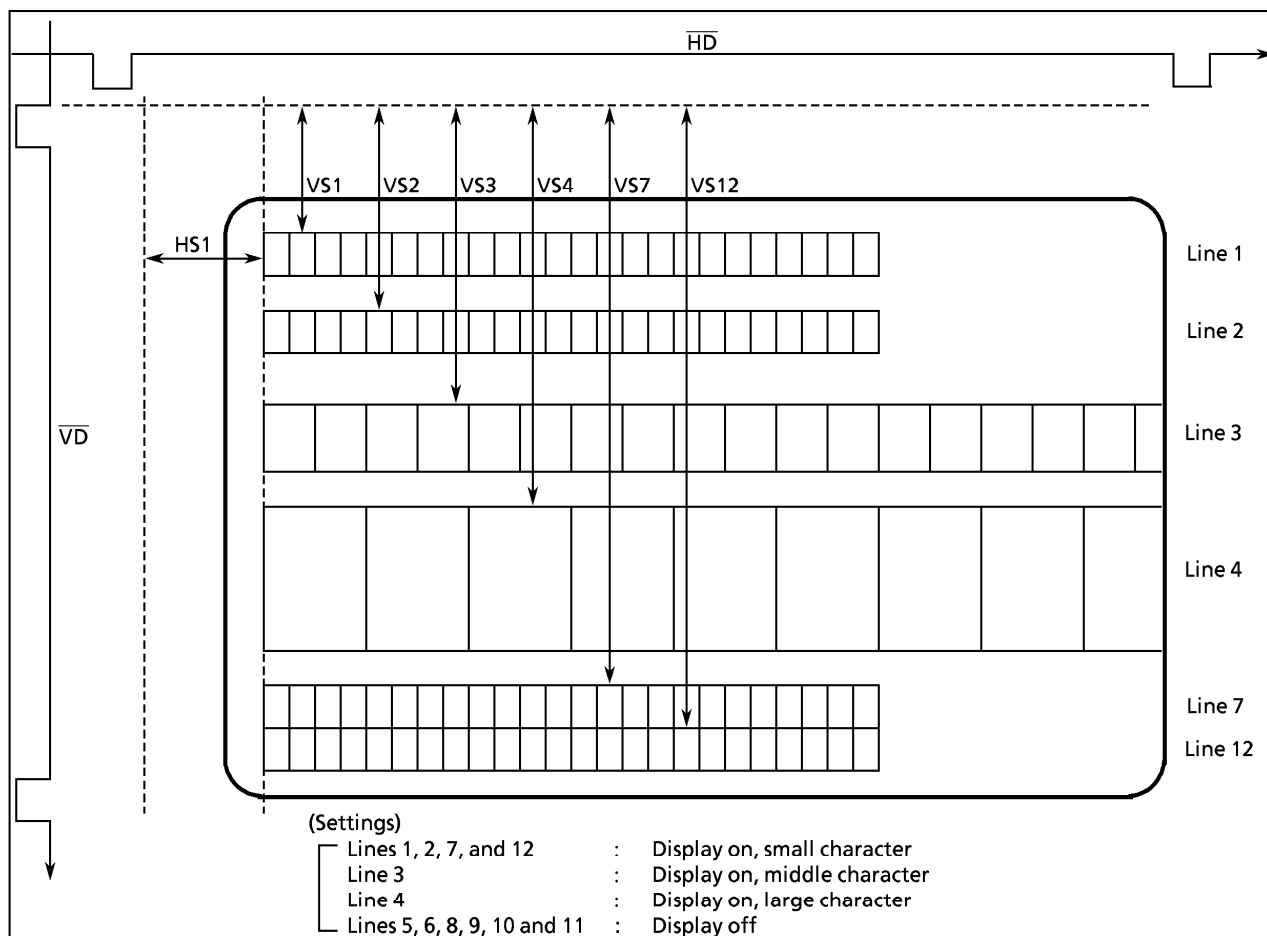 HD
VS1 VS2 VS3 VS4 VS7 VS12
HS1
Line 1
Line 2
VD
Line 3
Line 4
Line 7
Line 12
(Settings)
Lines 1, 2, 7, and 12 : Display on, small character
Line 3 : Display on, middle character
Line 4 : Display on, large character
Lines 5, 6, 8, 9, 10 and 11 : Display off